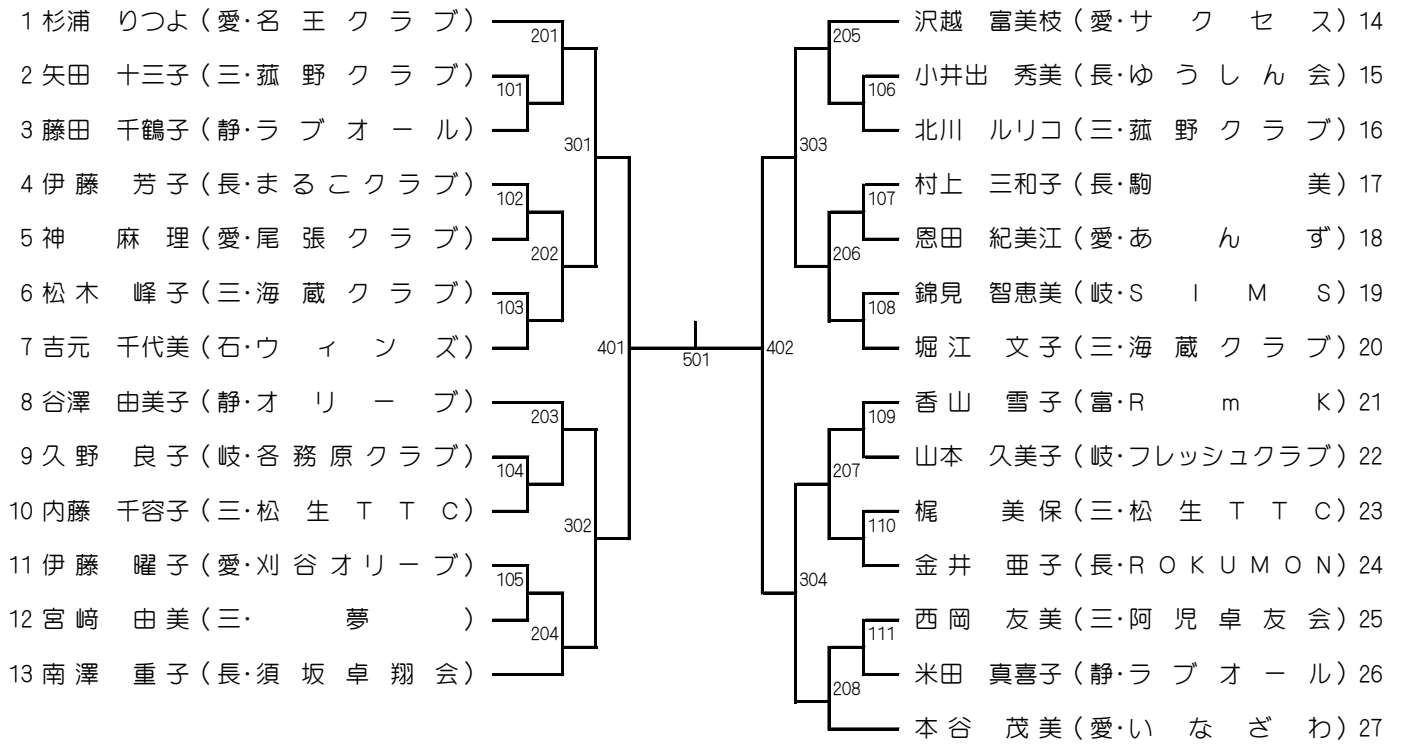 1 杉浦 りつよ（愛・名王クラブ）
2 矢田 十三子（三・菰野クラブ）
3 藤田 千鶴子（静・ラブオール）
4 伊藤 芳子（長・まるこクラブ）
5 神 麻理（愛・尾張クラブ）
6 松木 峰子（三・海蔵クラブ）
7 吉元 千代美（石・ウィンズ）
8 谷澤 由美子（静・オリーブ）
9 久野 良子（岐・各務原クラブ）
10 内藤 千容子（三・松生TTC）
11 伊藤 曜子（愛・刈谷オリーブ）
12 宮﨑 由美（三・夢）
13 南澤 重子（長・須坂卓翔会）
201
101
301
102
202
103
401
203
104
302
105
204
501
205
106
303
107
206
108
402
109
207
110
304
111
208
沢越 富美枝（愛・サクセス）14
小井出 秀美（長・ゆうしん会）15
北川 ルリコ（三・菰野クラブ）16
村上 三和子（長・駒美）17
恩田 紀美江（愛・あんず）18
錦見 智恵美（岐・SIMS）19
堀江 文子（三・海蔵クラブ）20
香山 雪子（富・RmK）21
山本 久美子（岐・フレッシュクラブ）22
梶 美保（三・松生TTC）23
金井 亜子（長・ROKUMON）24
西岡 友美（三・阿児卓友会）25
米田 真喜子（静・ラブオール）26
本谷 茂美（愛・いなざわ）27